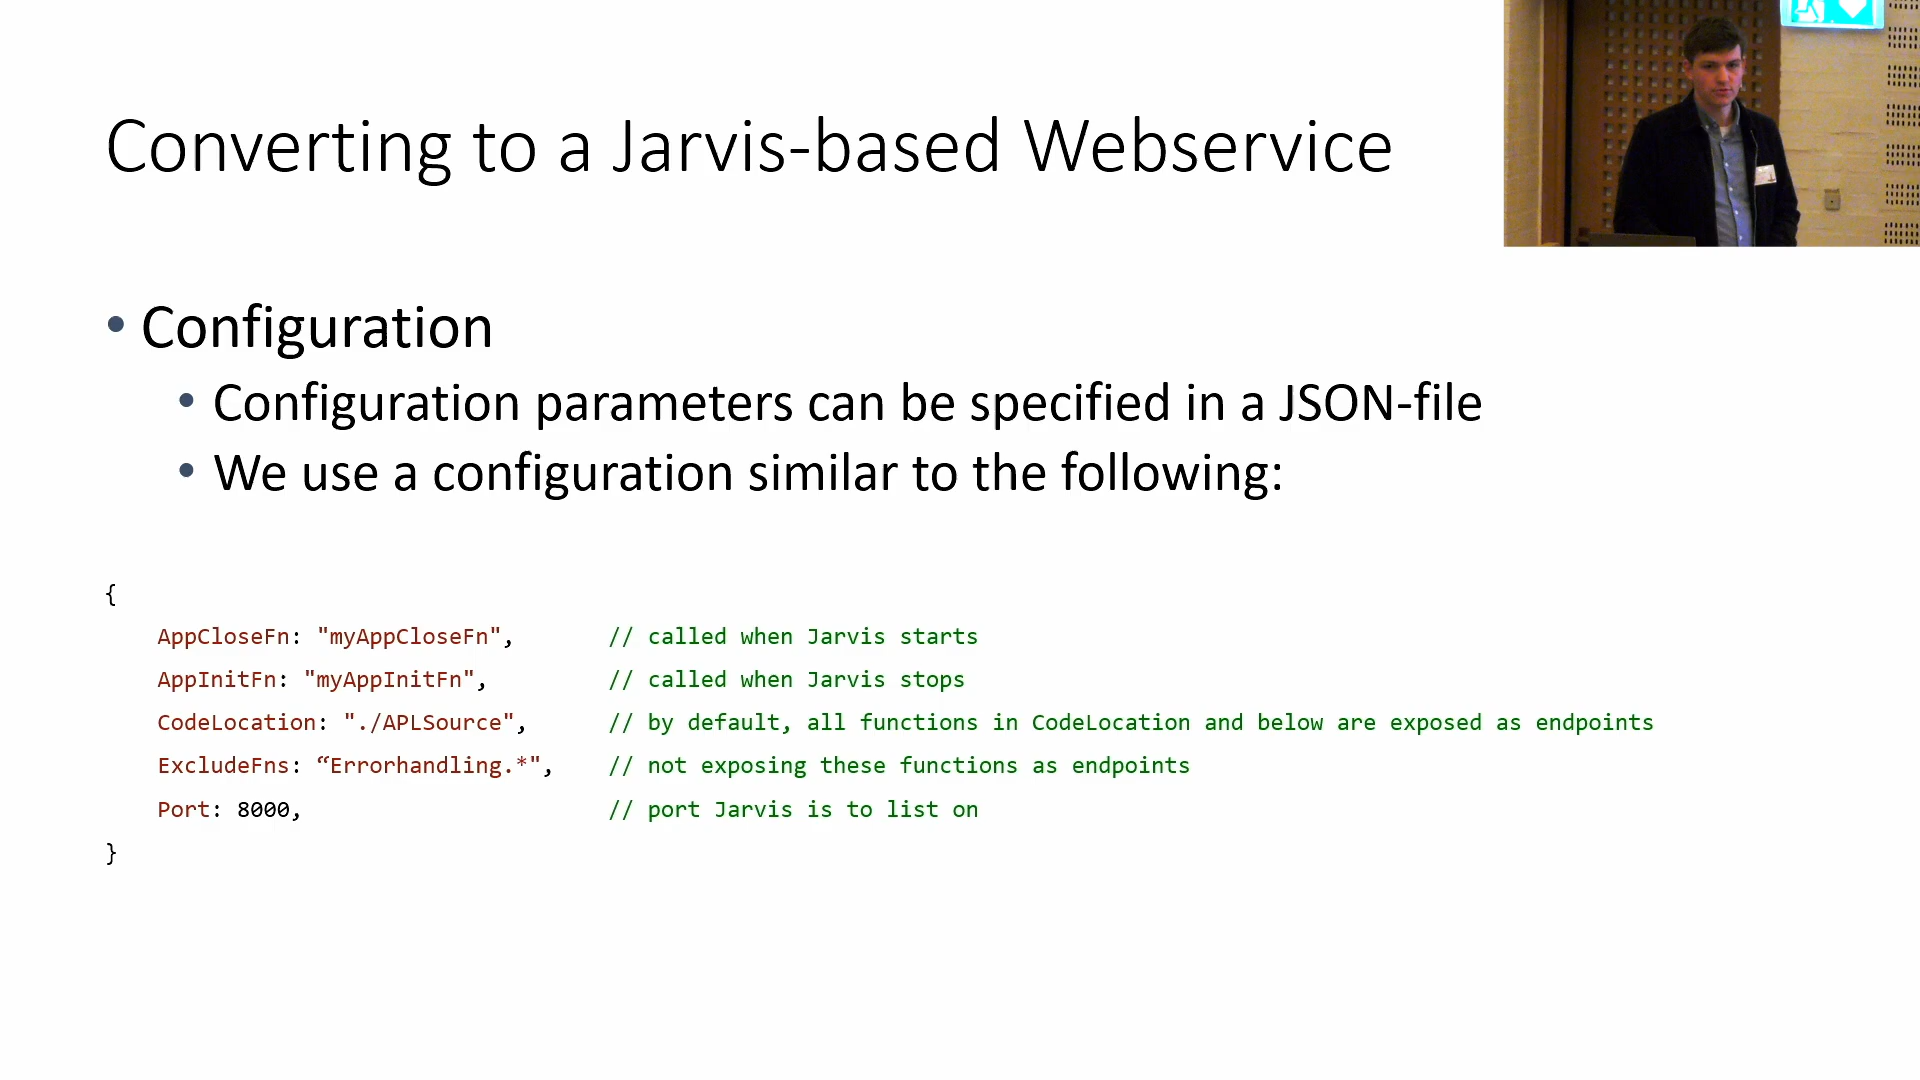 Converting to a Jarvis-based Webservice
• Configuration
• Configuration parameters can be specified in a JSON-file
• We use a configuration similar to the following:
{
AppCloseFn: "myAppCloseFn", // called when Jarvis starts
AppInitFn: "myAppInitFn", // called when Jarvis stops
CodeLocation: "./APLSource", // by default, all functions in CodeLocation and below are exposed as endpoints
ExcludeFns: “Errorhandling.*", // not exposing these functions as endpoints
Port: 8000, // port Jarvis is to list on
}